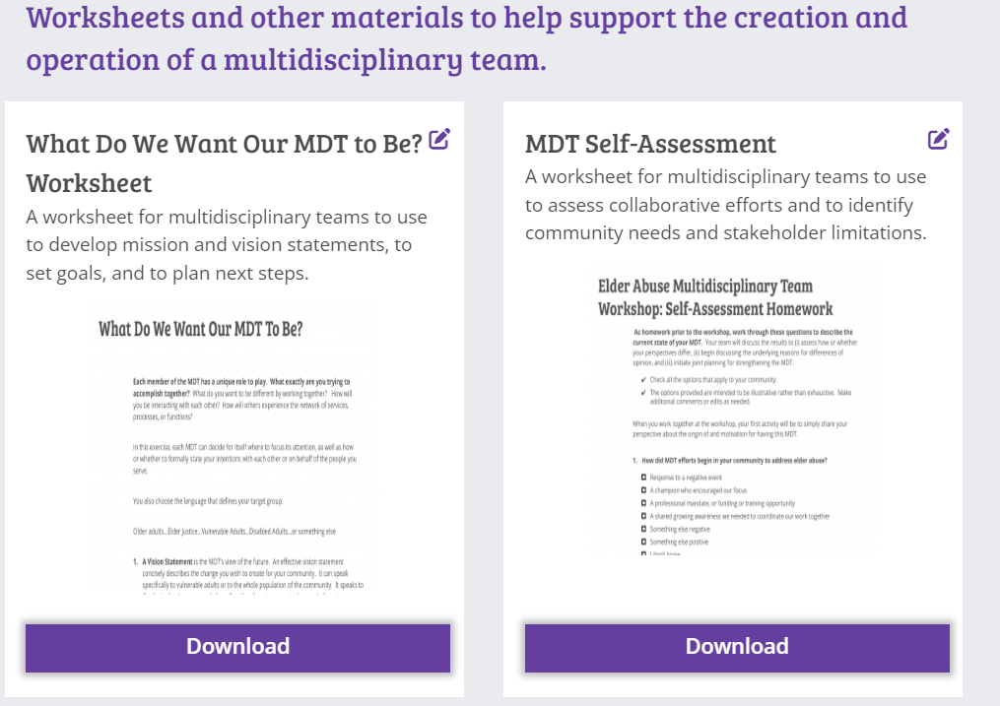 Worksheets and other materials to help support the creation and
operation of a multidisciplinary team.
What Do We Want Our MDT to Be?
Worksheet
A worksheet for multidisciplinary teams to use
to develop mission and vision statements, to
set goals, and to plan next steps.
What Do We Want Our MDT To Be?
Each member of the MDT has a unique role to play. What exactly are you trying to
accomplish together? What do you want to be different by working together? How will
you be interacting with each other? How will others experience the network of services,
processes, or functions?
In this exercise, each MDT can decide for itself where to focus its attention, as well as how
or whether to formally state your intentions with each other or on behalf of the people you
serve.
You also choose the language that defines your target group:
Older adults...Elder Justice...Vulnerable Adults...Disabled Adults...or something else
1. A Vision Statement is the MDT's view of the future. An effective vision statement
concisely describes the change you wish to create for your community. It can speak
specifically to vulnerable adults or to the whole population of the community. It speaks to
Download
MDT Self-Assessment
A worksheet for multidisciplinary teams to use
to assess collaborative efforts and to identify
community needs and stakeholder limitations.
Elder Abuse Multidisciplinary Team
Workshop: Self-Assessment Homework
As homework prior to the workshop, work through these questions to describe the
current state of your MDT. Your team will discuss the results to (i) assess how or whether
your perspectives differ, (ii) begin discussing the underlying reasons for differences of
opinion, and (iii) initiate joint planning for strengthening the MDT.
✓ Check all the options that apply to your community.
✓ The options provided are intended to be illustrative rather than exhaustive. Make
additional comments or edits as needed.
When you work together at the workshop, your first activity will be to simply share your
perspective about the origin of and motivation for having this MDT.
1. How did MDT efforts begin in your community to address elder abuse?
Response to a negative event
A champion who encouraged our focus
A professional mandate, or funding or training opportunity
A shared growing awareness we needed to coordinate our work together
Something else negative
Something else positive
I don't know
Download